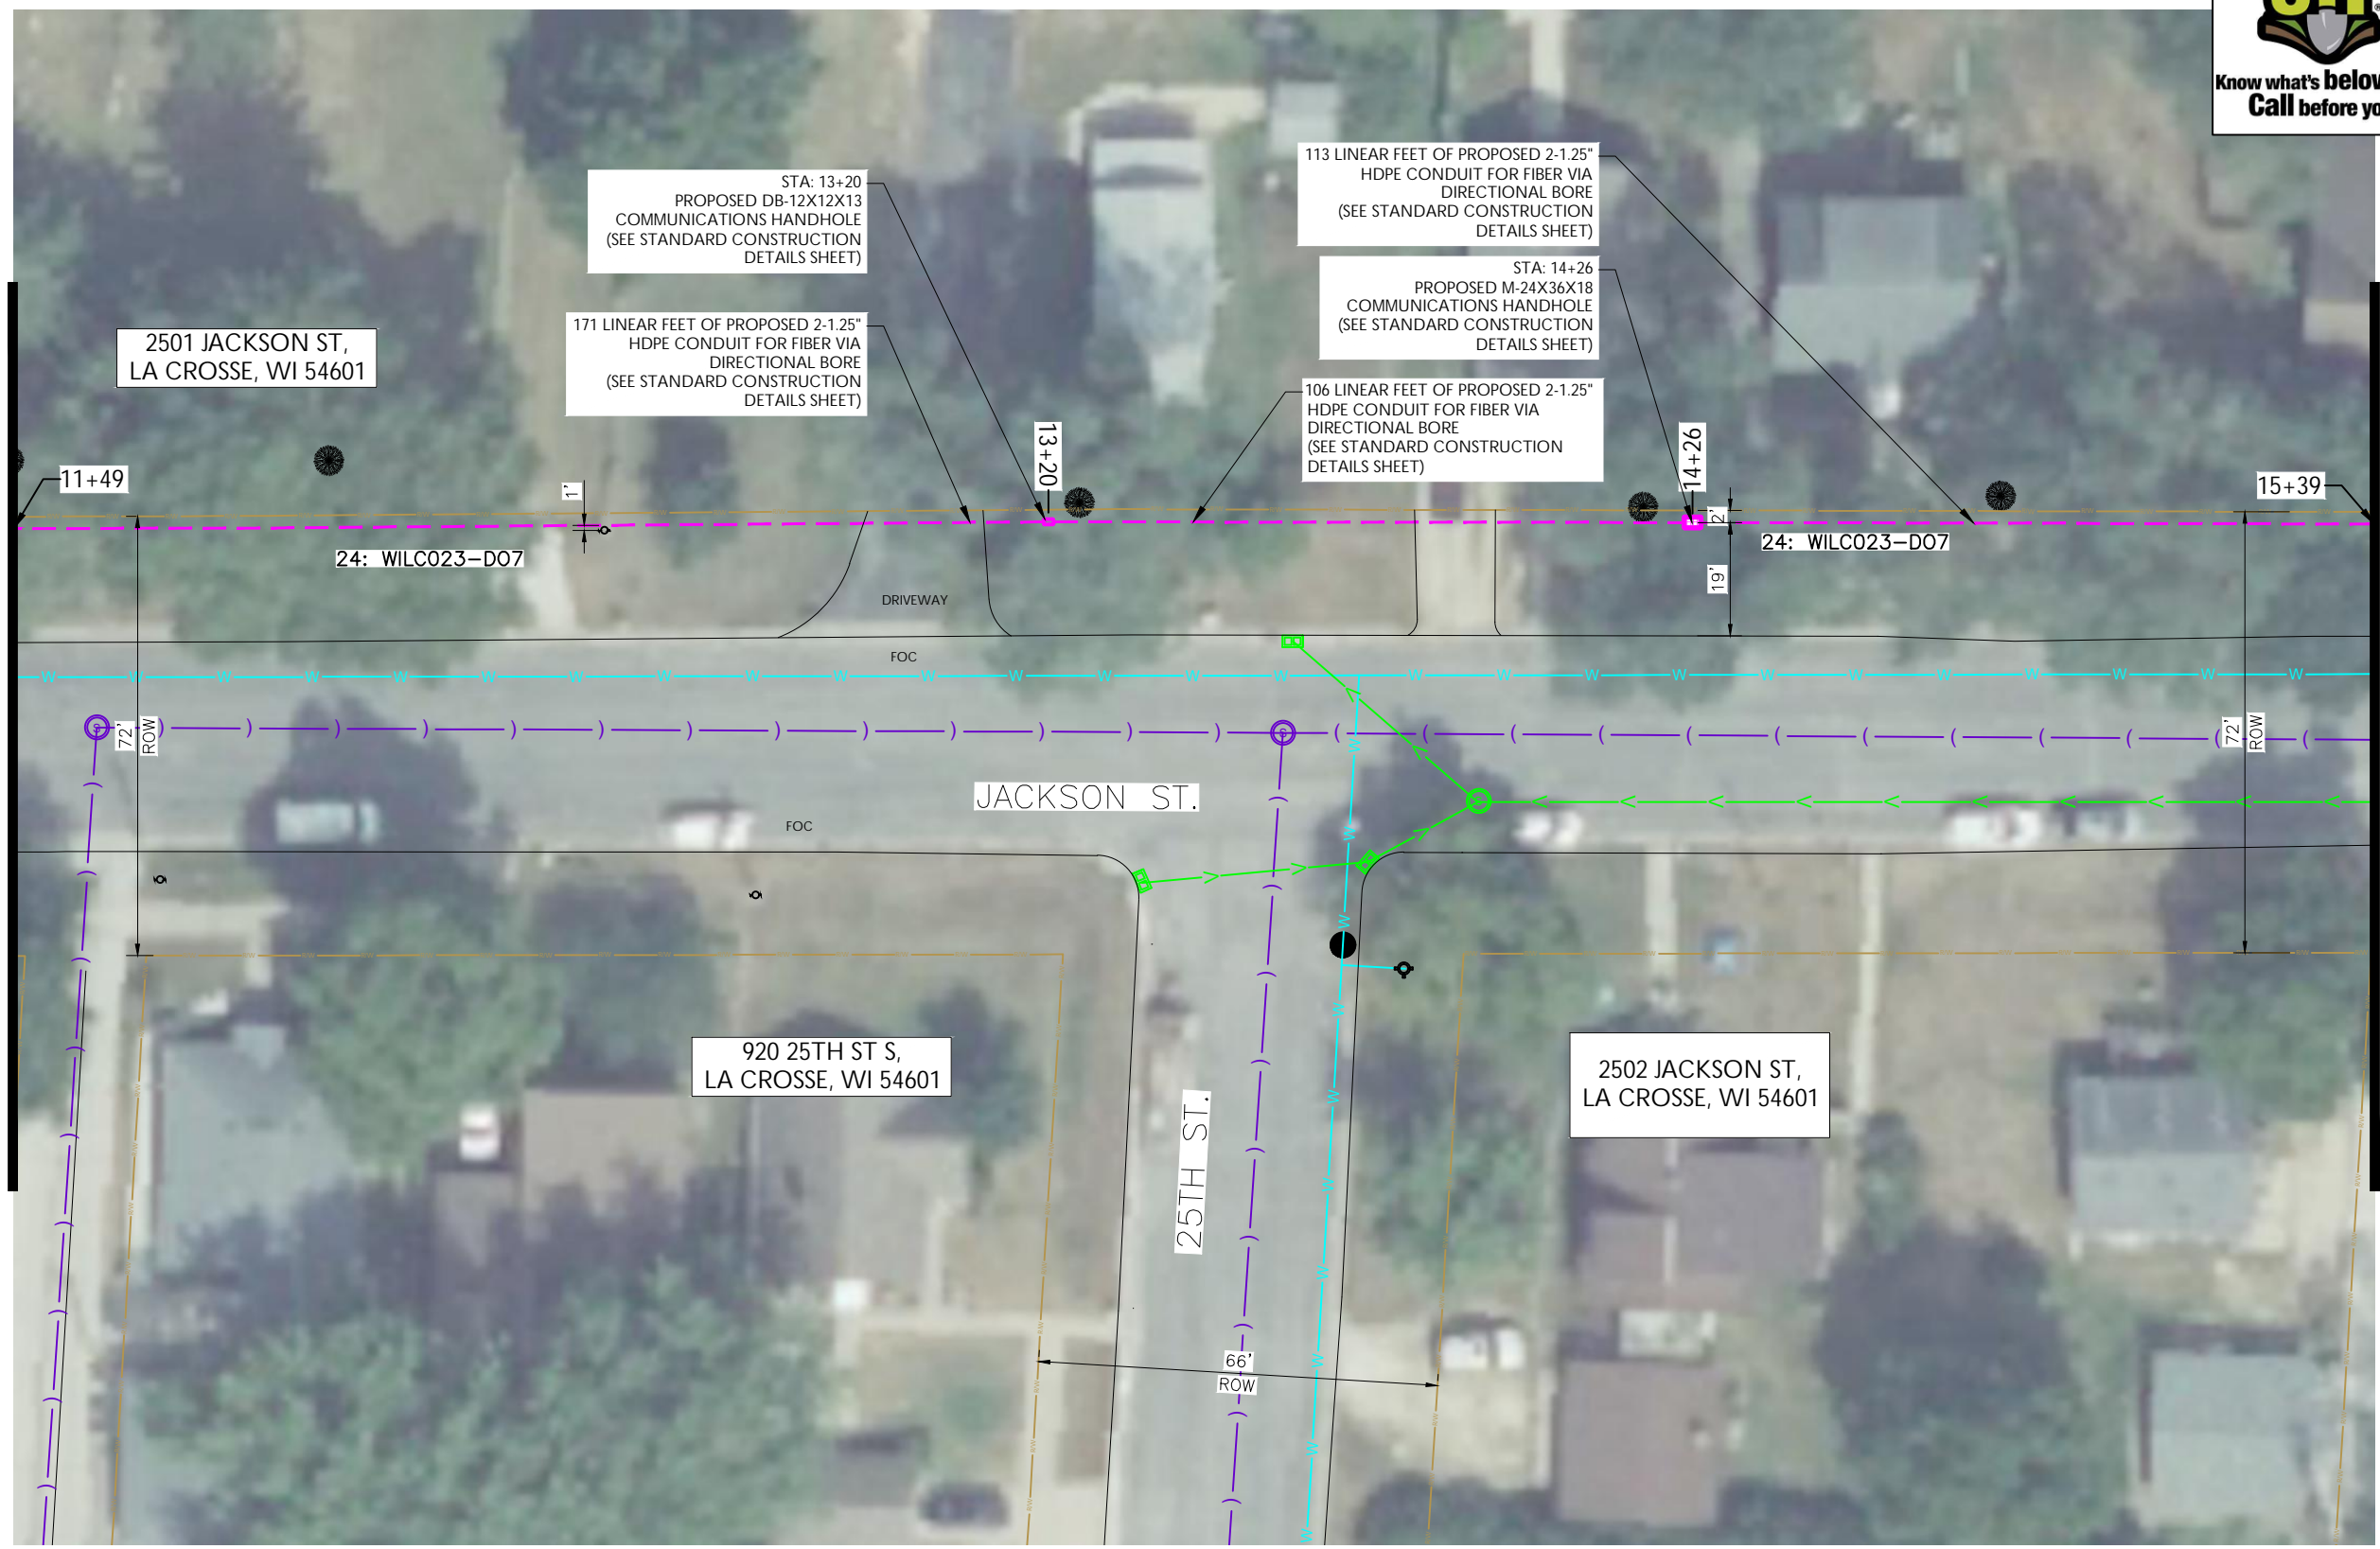 Know what's below
Call before yo
STA: 13+20
PROPOSED DB-12X12X13
COMMUNICATIONS HANDHOLE
(SEE STANDARD CONSTRUCTION
DETAILS SHEET)
113 LINEAR FEET OF PROPOSED 2-1.25"
HDPE CONDUIT FOR FIBER VIA
DIRECTIONAL BORE
(SEE STANDARD CONSTRUCTION
DETAILS SHEET)
STA: 14+26
PROPOSED M-24X36X18
COMMUNICATIONS HANDHOLE
(SEE STANDARD CONSTRUCTION
DETAILS SHEET)
171 LINEAR FEET OF PROPOSED 2-1.25"
HDPE CONDUIT FOR FIBER VIA
DIRECTIONAL BORE
(SEE STANDARD CONSTRUCTION
DETAILS SHEET)
106 LINEAR FEET OF PROPOSED 2-1.25"
HDPE CONDUIT FOR FIBER VIA
DIRECTIONAL BORE
(SEE STANDARD CONSTRUCTION
DETAILS SHEET)
2501 JACKSON ST,
LA CROSSE, WI 54601
11+49
1'
13+20
14+26
2'
15+39
24: WILC023-DO7
24: WILC023-DO7
19'
DRIVEWAY
FOC
72'
ROW
72'
ROW
JACKSON ST.
FOC
920 25TH ST S,
LA CROSSE, WI 54601
2502 JACKSON ST,
LA CROSSE, WI 54601
25TH ST.
66'
ROW